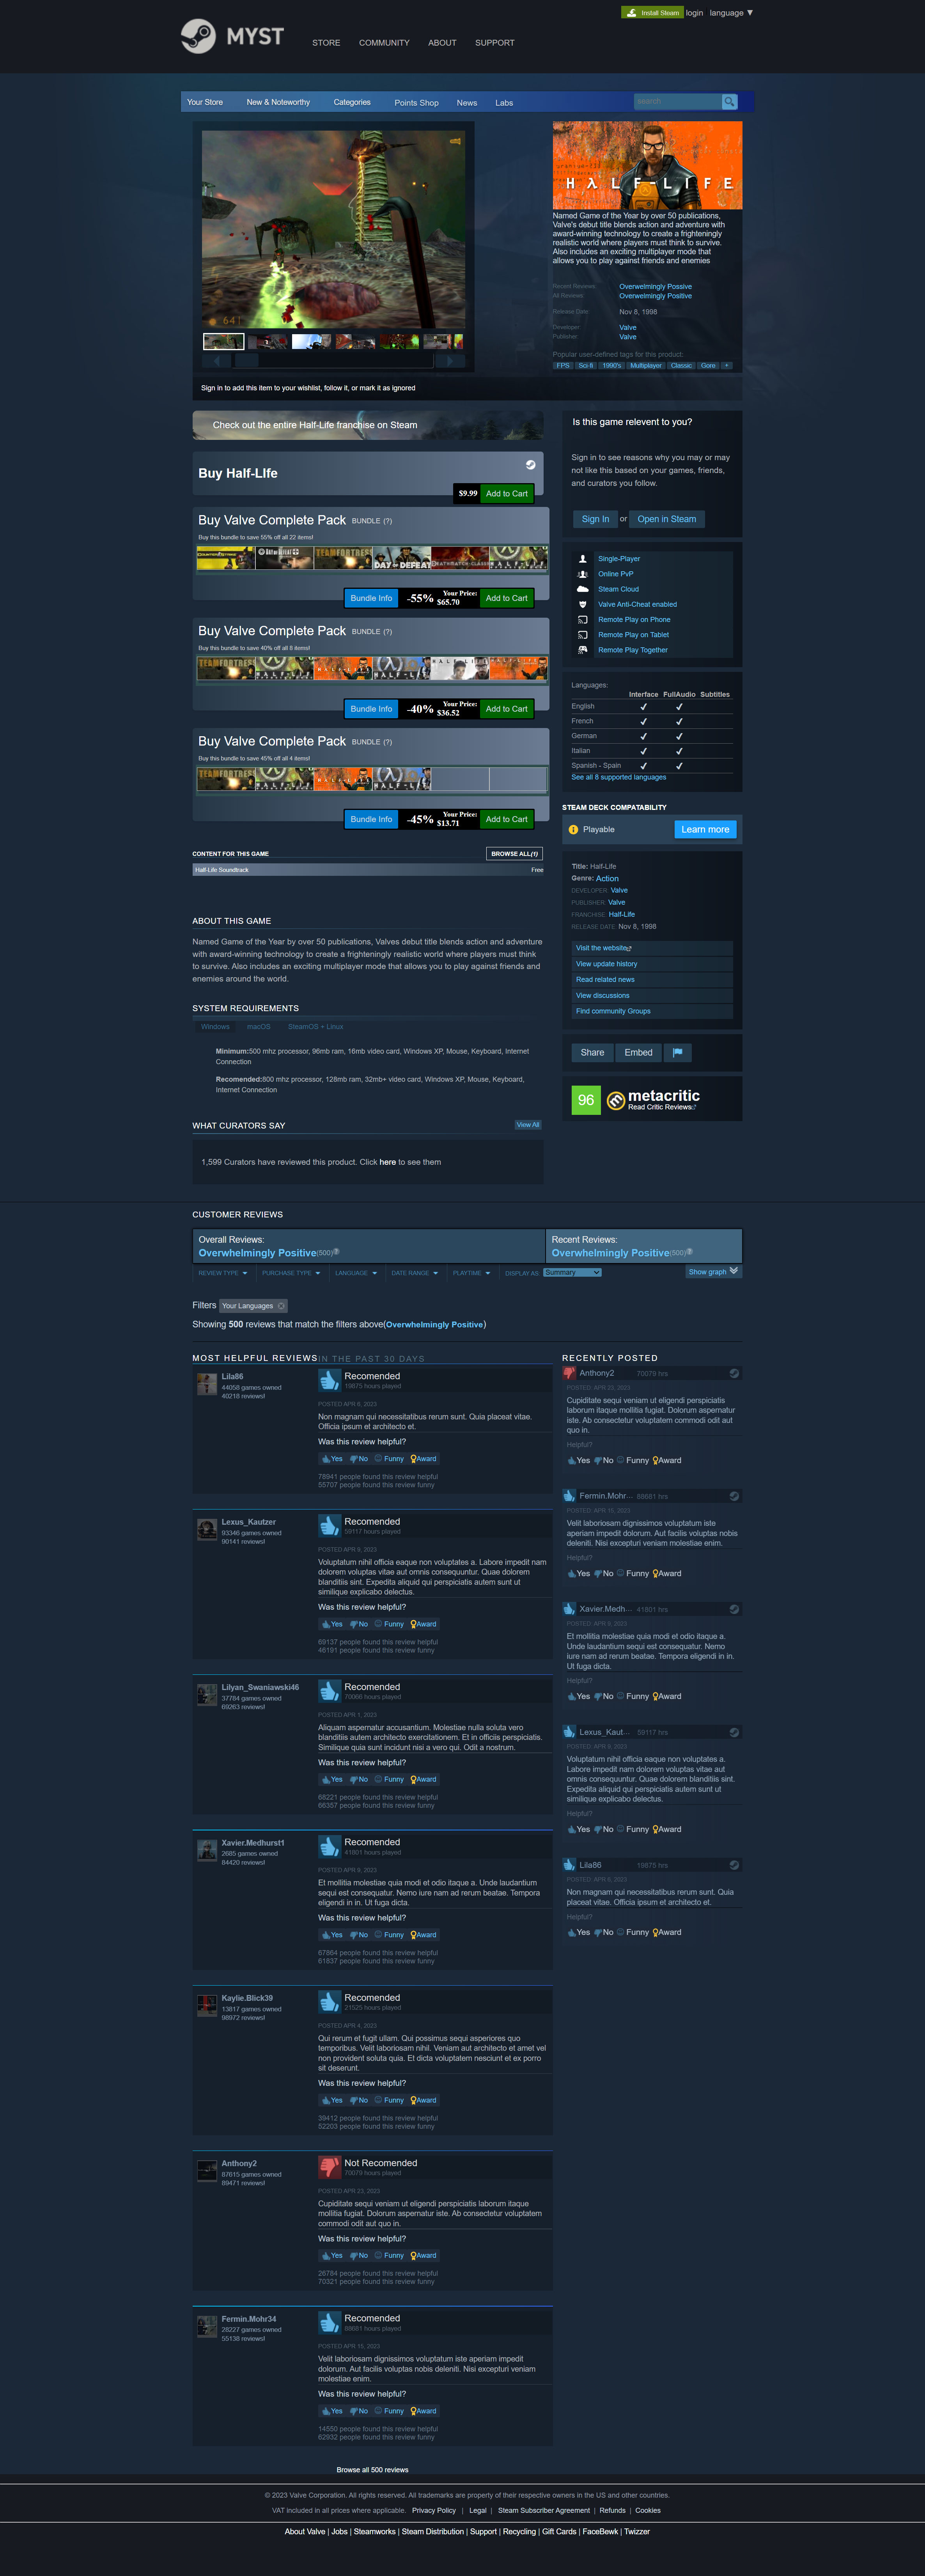 Install Steam login language ▼
MYST
STORE COMMUNITY ABOUT SUPPORT
Your Store New & Noteworthy Categories Points Shop News Labs
search
64
HALF-LIFE
Named Game of the Year by over 50 publications,
Valve's debut title blends action and adventure with
award-winning technology to create a frighteningly
realistic world where players must think to survive.
Also includes an exciting multiplayer mode that
allows you to play against friends and enemies
Recent Reviews: Overwelmingly Possive
All Reviews: Overwelmingly Positive
Release Date: Nov 8, 1998
Developer: Valve
Publisher: Valve
Popular user-defined tags for this product:
FPS Sci-fi 1990's Multiplayer Classic Gore +
Sign in to add this item to your wishlist, follow it, or mark it as ignored
Check out the entire Half-Life franchise on Steam
Buy Half-LIfe
$9.99 Add to Cart
Buy Valve Complete Pack BUNDLE (?)
Buy this bundle to save 55% off all 22 items!
TEAMFORTRESS DAY OF DEFEAT DEATHMATCH CLASSIC HALF-LIFE
Bundle Info -55% Your Price: $65.70 Add to Cart
Buy Valve Complete Pack BUNDLE (?)
Buy this bundle to save 40% off all 8 items!
TEAMFORTRESS HALF-LIFE HALF-LIFE HALF-LIFE HALF-LIFE HALF-LIFE
Bundle Info -40% Your Price: $36.52 Add to Cart
Buy Valve Complete Pack BUNDLE (?)
Buy this bundle to save 45% off all 4 items!
TEAMFORTRESS HALF-LIFE HALF-LIFE HALF-LIFE
Bundle Info -45% Your Price: $13.71 Add to Cart
CONTENT FOR THIS GAME BROWSE ALL(1)
Half-Life Soundtrack Free
ABOUT THIS GAME
Named Game of the Year by over 50 publications, Valves debut title blends action and adventure
with award-winning technology to create a frighteningly realistic world where players must think
to survive. Also includes an exciting multiplayer mode that allows you to play against friends and
enemies around the world.
SYSTEM REQUIREMENTS
Windows macOS SteamOS + Linux
Minimum:500 mhz processor, 96mb ram, 16mb video card, Windows XP, Mouse, Keyboard, Internet
Connection
Recomended:800 mhz processor, 128mb ram, 32mb+ video card, Windows XP, Mouse, Keyboard,
Internet Connection
WHAT CURATORS SAY View All
1,599 Curators have reviewed this product. Click here to see them
Is this game relevent to you?
Sign in to see reasons why you may or may
not like this based on your games, friends,
and curators you follow.
Sign In or Open in Steam
Single-Player
Online PvP
Steam Cloud
Valve Anti-Cheat enabled
Remote Play on Phone
Remote Play on Tablet
Remote Play Together
Languages:
Interface FullAudio Subtitles
English ✔ ✔
French ✔ ✔
German ✔ ✔
Italian ✔ ✔
Spanish - Spain ✔ ✔
See all 8 supported languages
STEAM DECK COMPATABILITY
Playable Learn more
Title: Half-Life
Genre: Action
DEVELOPER: Valve
PUBLISHER: Valve
FRANCHISE: Half-Life
RELEASE DATE: Nov 8, 1998
Visit the website
View update history
Read related news
View discussions
Find community Groups
Share Embed
96 metacritic
Read Critic Reviews
CUSTOMER REVIEWS
Overall Reviews:
Overwhelmingly Positive(500)
Recent Reviews:
Overwhelmingly Positive(500)
REVIEW TYPE PURCHASE TYPE LANGUAGE DATE RANGE PLAYTIME DISPLAY AS Summary Show graph
Filters Your Languages
Showing 500 reviews that match the filters above(Overwhelmingly Positive)
MOST HELPFUL REVIEWS IN THE PAST 30 DAYS
Lila86
44058 games owned
40218 reviews!
Recomended
19875 hours played
POSTED APR 6, 2023
Non magnam qui necessitatibus rerum sunt. Quia placeat vitae.
Officia ipsum et architecto et.
Was this review helpful?
Yes No Funny Award
78941 people found this review helpful
55707 people found this review funny
Lexus_Kautzer
93346 games owned
90141 reviews!
Recomended
59117 hours played
POSTED APR 9, 2023
Voluptatum nihil officia eaque non voluptates a. Labore impedit nam
dolorem voluptas vitae aut omnis consequuntur. Quae dolorem
blanditiis sint. Expedita aliquid qui perspiciatis autem sunt ut
similique explicabo delectus.
Was this review helpful?
Yes No Funny Award
69137 people found this review helpful
46191 people found this review funny
Lilyan_Swaniawski46
37784 games owned
69263 reviews!
Recomended
70066 hours played
POSTED APR 1, 2023
Aliquam aspernatur accusantium. Molestiae nulla soluta vero
blanditiis autem architecto exercitationem. Et in officiis perspiciatis.
Similique quia sunt incidunt nisi a vero qui. Odit a nostrum.
Was this review helpful?
Yes No Funny Award
68221 people found this review helpful
66357 people found this review funny
Xavier.Medhurst1
2685 games owned
84420 reviews!
Recomended
41801 hours played
POSTED APR 9, 2023
Et mollitia molestiae quia modi et odio itaque a. Unde laudantium
sequi est consequatur. Nemo iure nam ad rerum beatae. Tempora
eligendi in in. Ut fuga dicta.
Was this review helpful?
Yes No Funny Award
67864 people found this review helpful
61837 people found this review funny
Kaylie.Blick39
13817 games owned
98972 reviews!
Recomended
21525 hours played
POSTED APR 4, 2023
Qui rerum et fugit ullam. Qui possimus sequi asperiores quo
temporibus. Velit laboriosam nihil. Veniam aut architecto et amet vel
non provident soluta quia. Et dicta voluptatem nesciunt et ex porro
sit deserunt.
Was this review helpful?
Yes No Funny Award
39412 people found this review helpful
52203 people found this review funny
Anthony2
87615 games owned
89471 reviews!
Not Recomended
70079 hours played
POSTED APR 23, 2023
Cupiditate sequi veniam ut eligendi perspiciatis laborum itaque
mollitia fugiat. Dolorum aspernatur iste. Ab consectetur voluptatem
commodi odit aut quo in.
Was this review helpful?
Yes No Funny Award
26784 people found this review helpful
70321 people found this review funny
Fermin.Mohr34
28227 games owned
55138 reviews!
Recomended
88681 hours played
POSTED APR 16, 2023
Velit laboriosam dignissimos voluptatum iste aperiam impedit
dolorum. Aut facilis voluptas nobis deleniti. Nisi excepturi veniam
molestiae enim.
Was this review helpful?
Yes No Funny Award
14550 people found this review helpful
62932 people found this review funny
Browse all 500 reviews
RECENTLY POSTED
Anthony2 70079 hrs
POSTED: APR 23, 2023
Cupiditate sequi veniam ut eligendi perspiciatis
laborum itaque mollitia fugiat. Dolorum aspernatur
iste. Ab consectetur voluptatem commodi odit aut
quo in.
Helpful?
Yes No Funny Award
Fermin.Mohr... 88681 hrs
POSTED: APR 16, 2023
Velit laboriosam dignissimos voluptatum iste
aperiam impedit dolorum. Aut facilis voluptas nobis
deleniti. Nisi excepturi veniam molestiae enim.
Helpful?
Yes No Funny Award
Xavier.Medh... 41801 hrs
POSTED: APR 9, 2023
Et mollitia molestiae quia modi et odio itaque a.
Unde laudantium sequi est consequatur. Nemo
iure nam ad rerum beatae. Tempora eligendi in in.
Ut fuga dicta.
Helpful?
Yes No Funny Award
Lexus_Kaut... 59117 hrs
POSTED: APR 9, 2023
Voluptatum nihil officia eaque non voluptates a.
Labore impedit nam dolorem voluptas vitae aut
omnis consequuntur. Quae dolorem blanditiis sint.
Expedita aliquid qui perspiciatis autem sunt ut
similique explicabo delectus.
Helpful?
Yes No Funny Award
Lila86 19875 hrs
POSTED: APR 6, 2023
Non magnam qui necessitatibus rerum sunt. Quia
placeat vitae. Officia ipsum et architecto et.
Helpful?
Yes No Funny Award
© 2023 Valve Corporation. All rights reserved. All trademarks are property of their respective owners in the US and other countries.
VAT included in all prices where applicable. Privacy Policy | Legal | Steam Subscriber Agreement | Refunds | Cookies
About Valve | Jobs | Steamworks | Steam Distribution | Support | Recycling | Gift Cards | FaceBewk | Twizzer